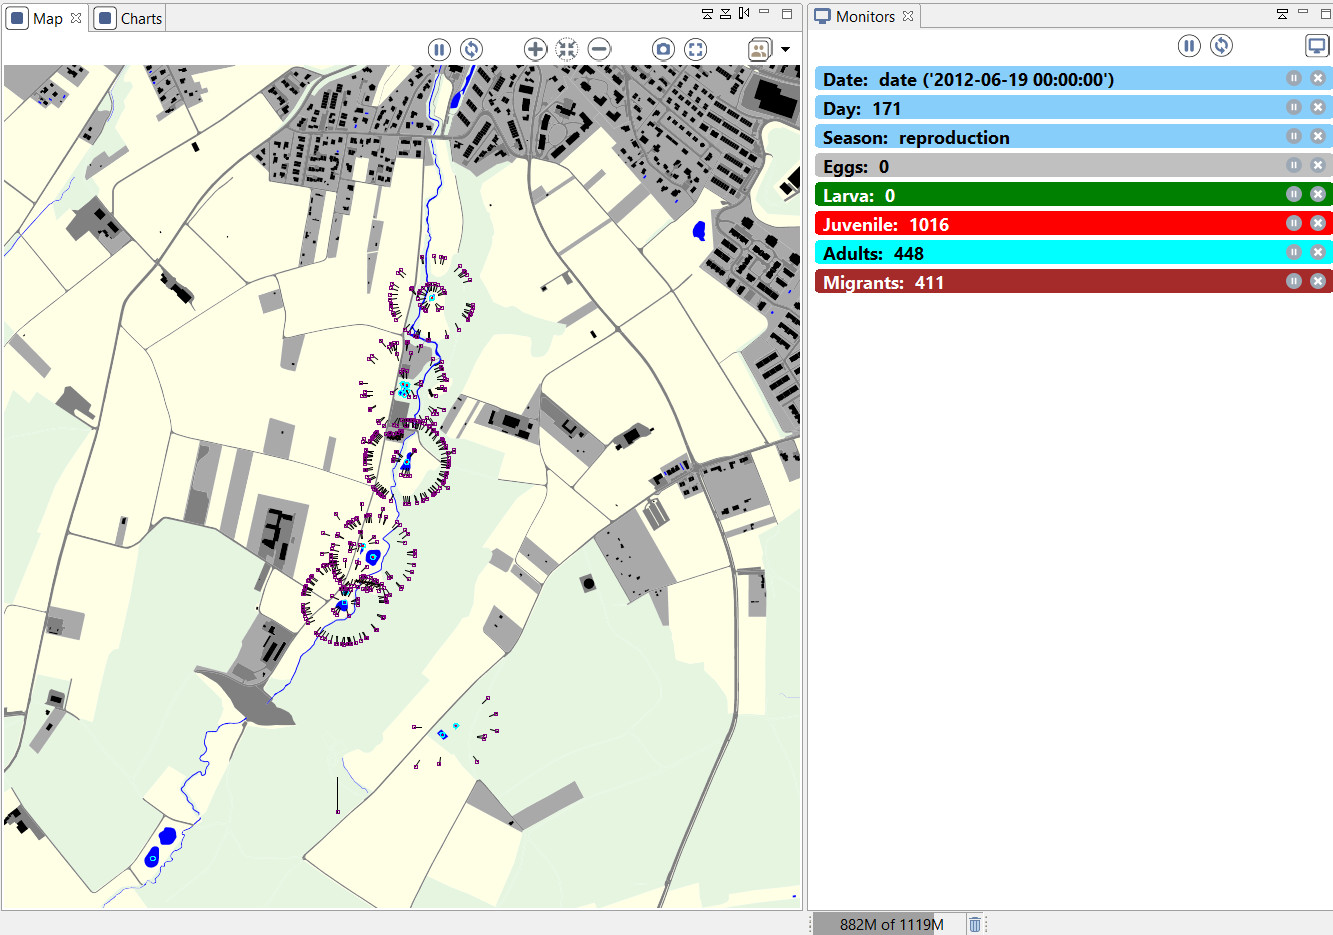 Map
Charts
Monitors
Date: date ('2012-06-19 00:00:00')
Day: 171
Season: reproduction
Eggs: 0
Larva: 0
Juvenile: 1016
Adults: 448
Migrants: 411
882M of 1119M